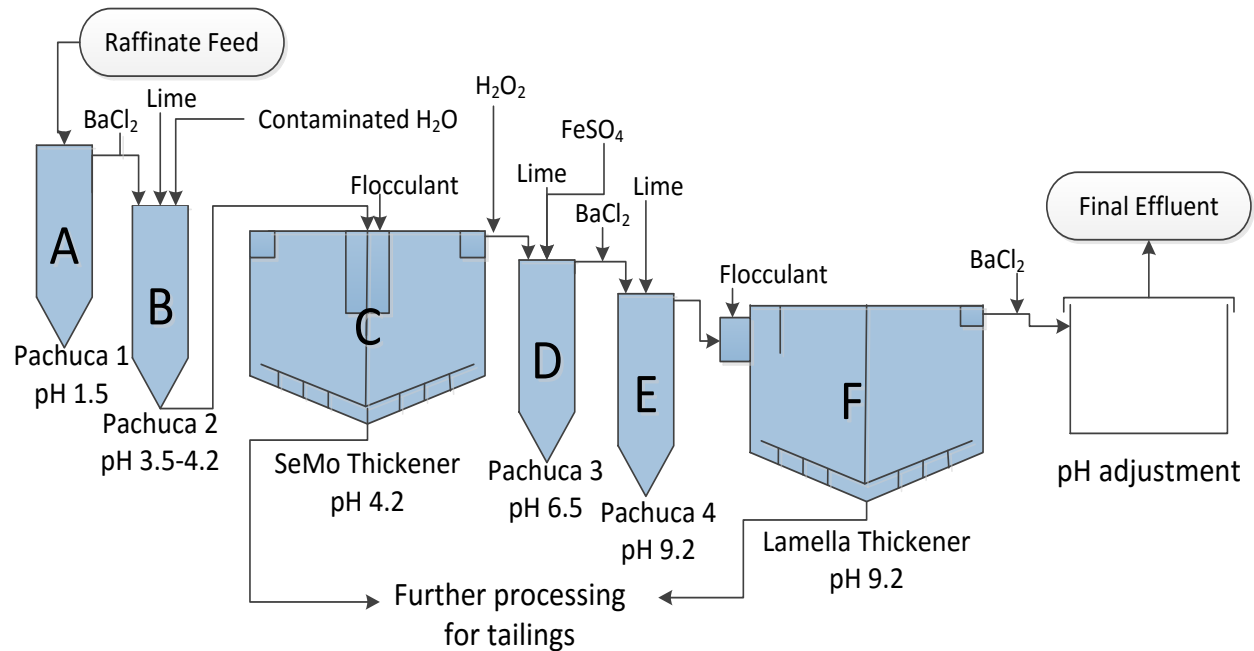 Raffinate Feed
BaCl₂
Lime
Contaminated H₂O
A
Pachuca 1
pH 1.5
B
Pachuca 2
pH 3.5-4.2
Flocculant
C
SeMo Thickener
pH 4.2
H₂O₂
FeSO₄
Lime
D
Pachuca 3
pH 6.5
BaCl₂
Lime
E
Pachuca 4
pH 9.2
Flocculant
F
Lamella Thickener
pH 9.2
BaCl₂
Final Effluent
pH adjustment
Further processing
for tailings